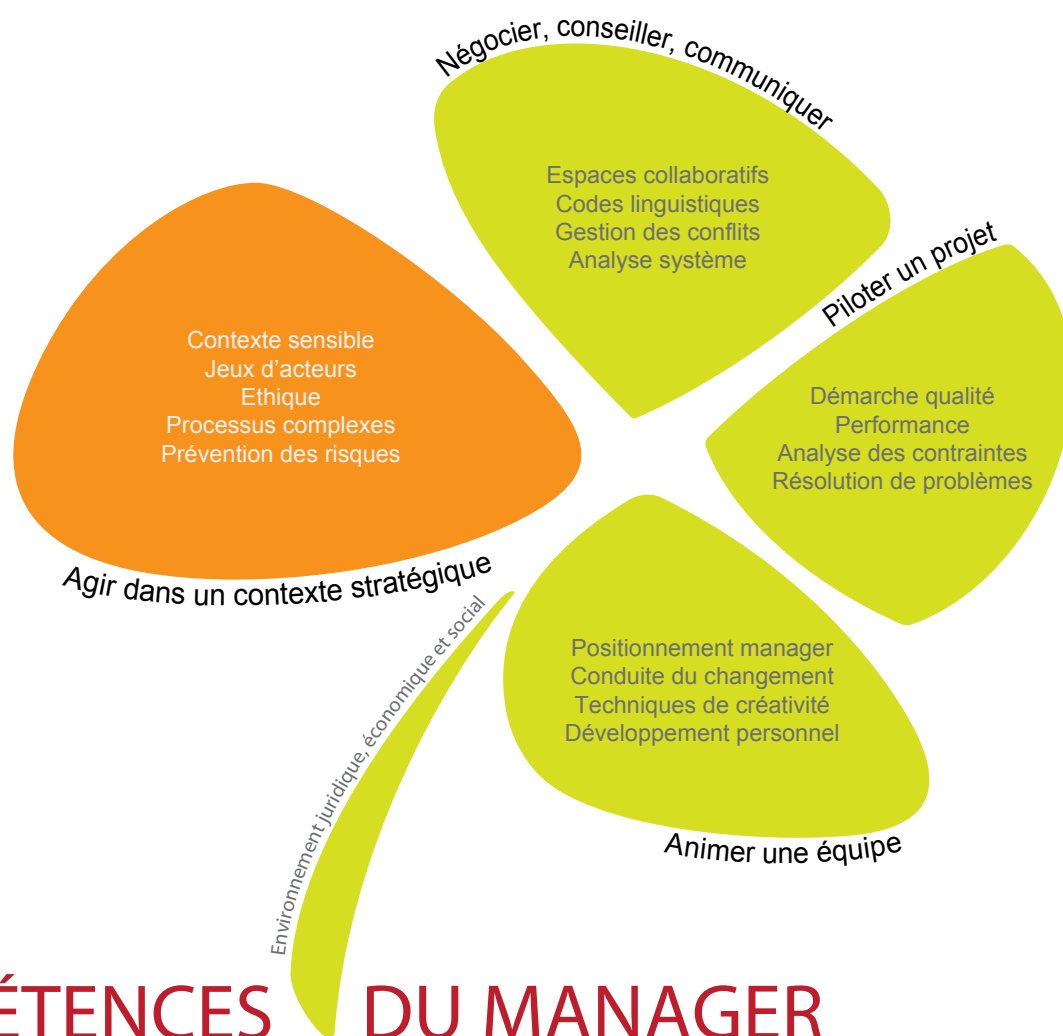 Négocier, conseiller, communiquer
Espaces collaboratifs
Codes linguistiques
Gestion des conflits
Analyse système
Piloter un projet
Démarche qualité
Performance
Analyse des contraintes
Résolution de problèmes
Contexte sensible
Jeux d'acteurs
Ethique
Processus complexes
Prévention des risques
Agir dans un contexte stratégique
Environnement juridique, économique et social
Positionnement manager
Conduite du changement
Techniques de créativité
Développement personnel
Animer une équipe
ÉTENCES DU MANAGER